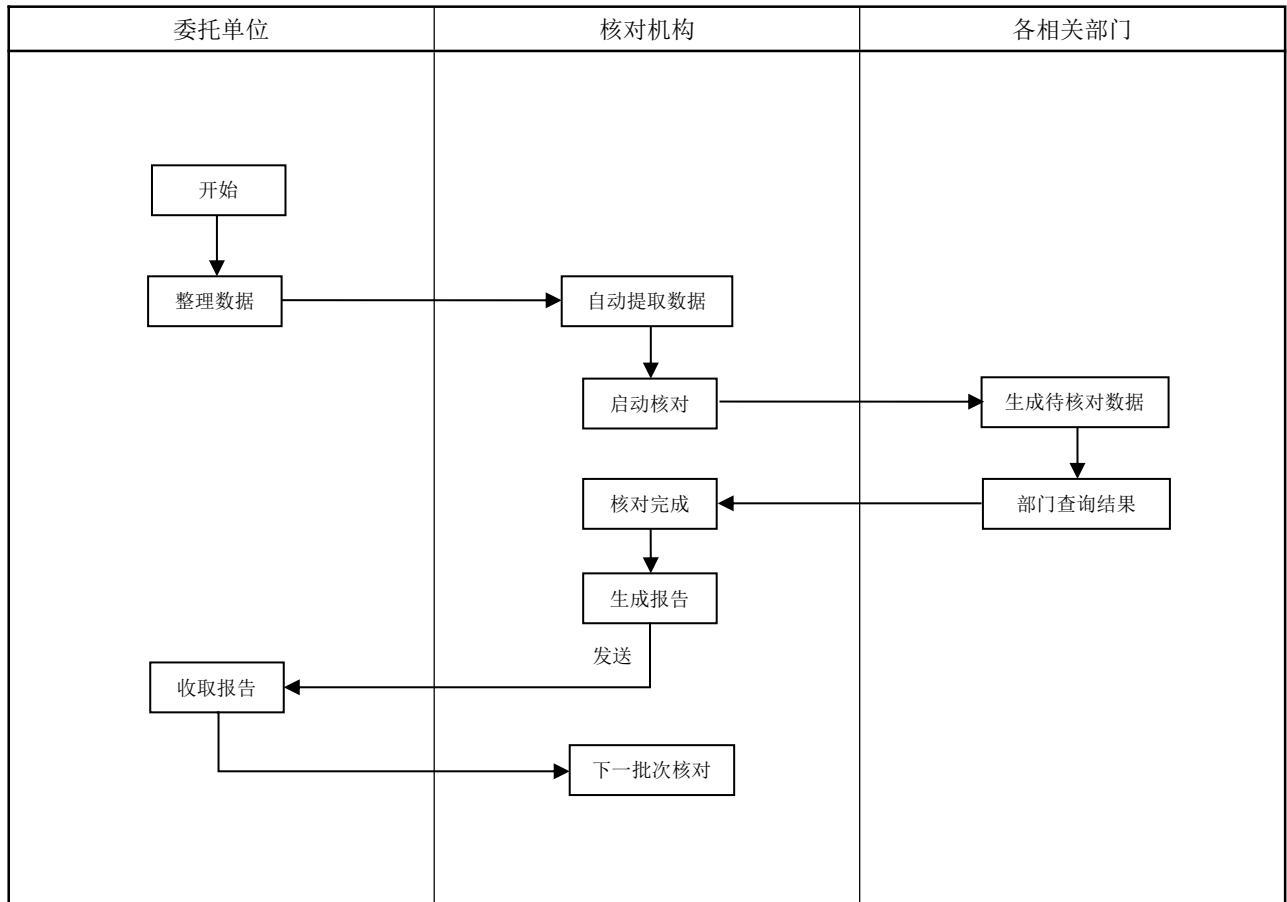 委托单位
核对机构
各相关部门
开始
整理数据
自动提取数据
启动核对
生成待核对数据
核对完成
部门查询结果
生成报告
发送
收取报告
下一批次核对